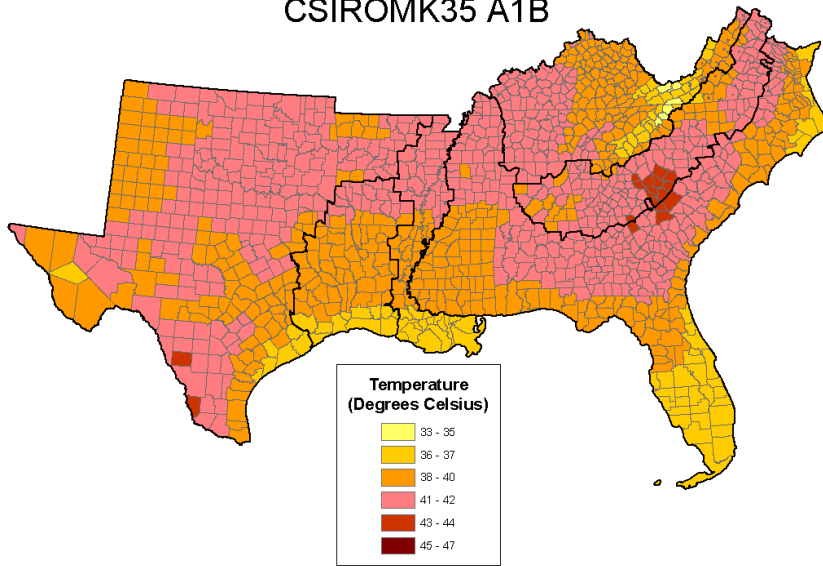 CSIROMK35 A1B
Temperature
(Degrees Celsius)
33 - 35
36 - 37
38 - 40
41 - 42
43 - 44
45 - 47